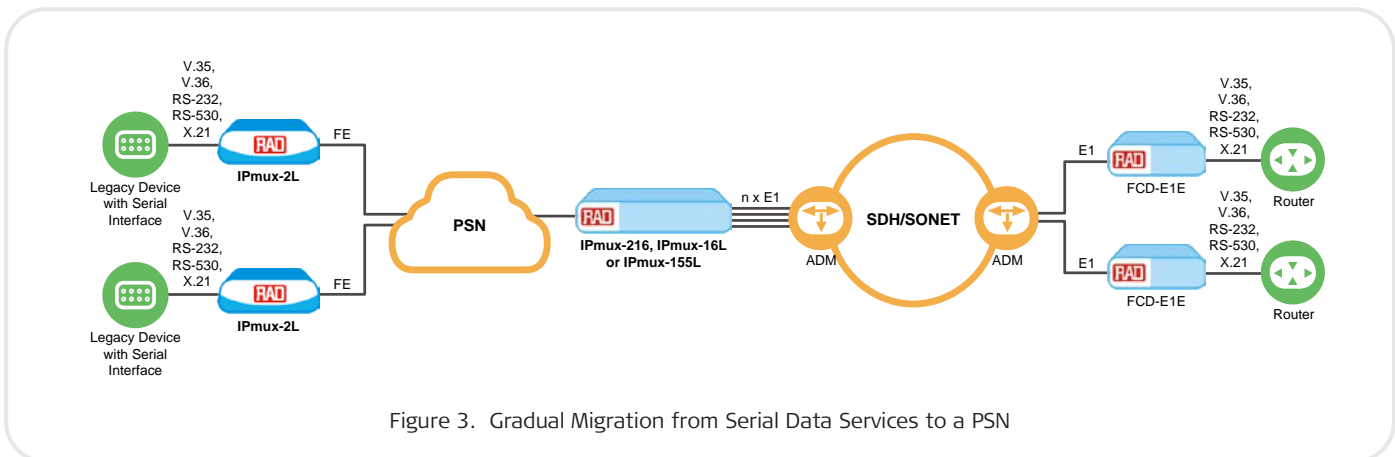 V.35,
V.36,
RS-232,
RS-530,
X.21
RAD
FE
IPmux-2L
Legacy Device
with Serial
Interface
V.35,
V.36,
RS-232,
RS-530,
X.21
RAD
FE
IPmux-2L
Legacy Device
with Serial
Interface
PSN
RAD
IPmux-216, IPmux-16L
or IPmux-155L
n x E1
ADM
SDH/SONET
ADM
E1
RAD
FCD-E1E
V.35,
V.36,
RS-232,
RS-530,
X.21
Router
E1
RAD
FCD-E1E
V.35,
V.36,
RS-232,
RS-530,
X.21
Router
Figure 3. Gradual Migration from Serial Data Services to a PSN